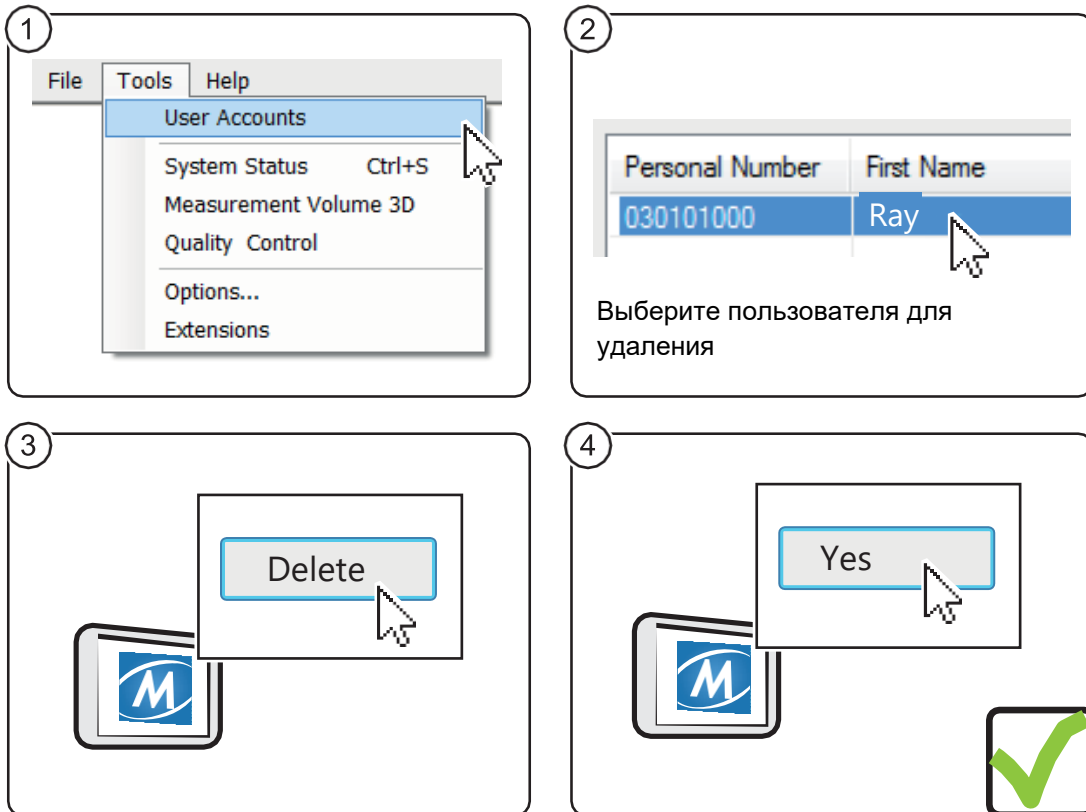 1
File Tools Help
User Accounts
System Status Ctrl+S
Measurement Volume 3D
Quality Control
Options...
Extensions
2
Personal Number First Name
030101000 Ray
Выберите пользователя для
удаления
3
Delete
M
4
Yes
M